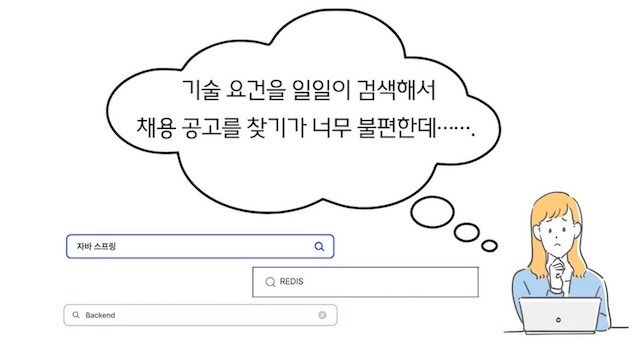 기술 요건을 일일이 검색해서
채용 공고를 찾기가 너무 불편한데…….
자바 스프링
REDIS
Backend